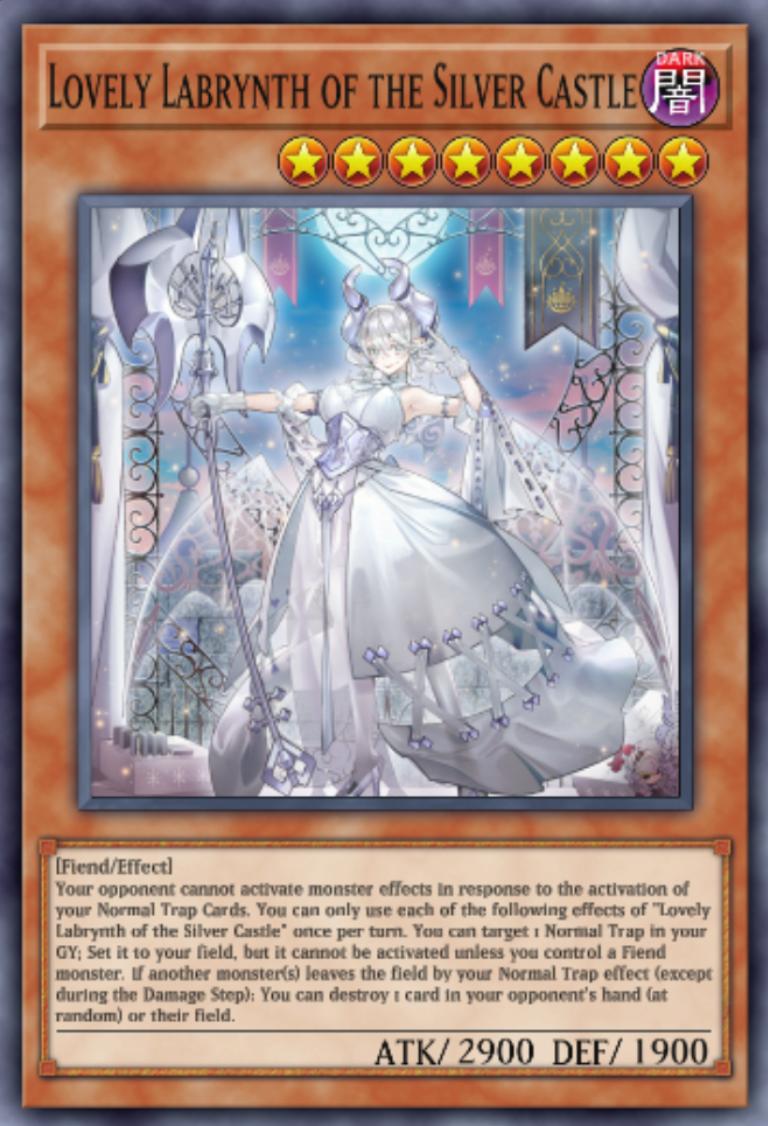 LOVELY LABRYNTH OF THE SILVER CASTLE
DARK
闇
[Fiend/Effect]
Your opponent cannot activate monster effects in response to the activation of
your Normal Trap Cards. You can only use each of the following effects of "Lovely
Labrynth of the Silver Castle" once per turn. You can target 1 Normal Trap in your
GY; Set it to your field, but it cannot be activated unless you control a Fiend
monster. If another monster(s) leaves the field by your Normal Trap effect (except
during the Damage Step): You can destroy 1 card in your opponent's hand (at
random) or their field.
ATK/ 2900 DEF/ 1900